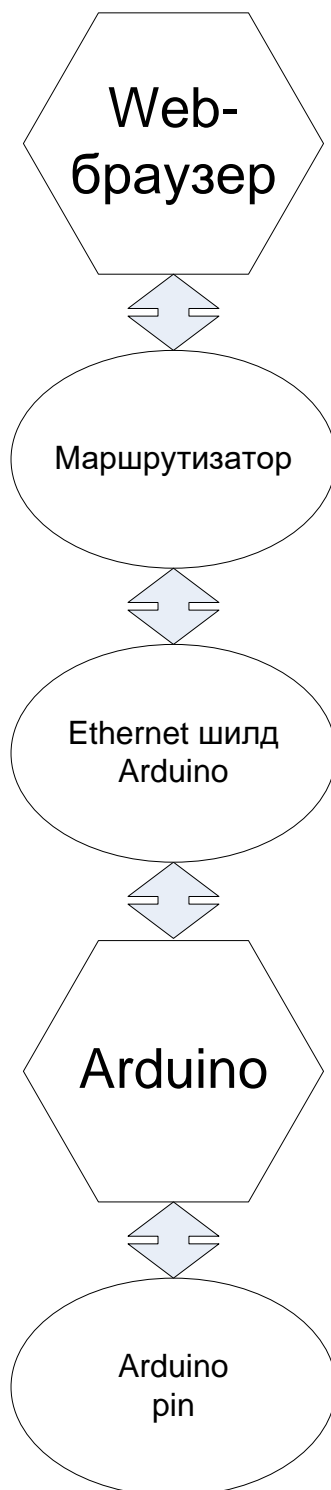 Web-
браузер
Маршрутизатор
Ethernet шилд
Arduino
Arduino
Arduino
pin